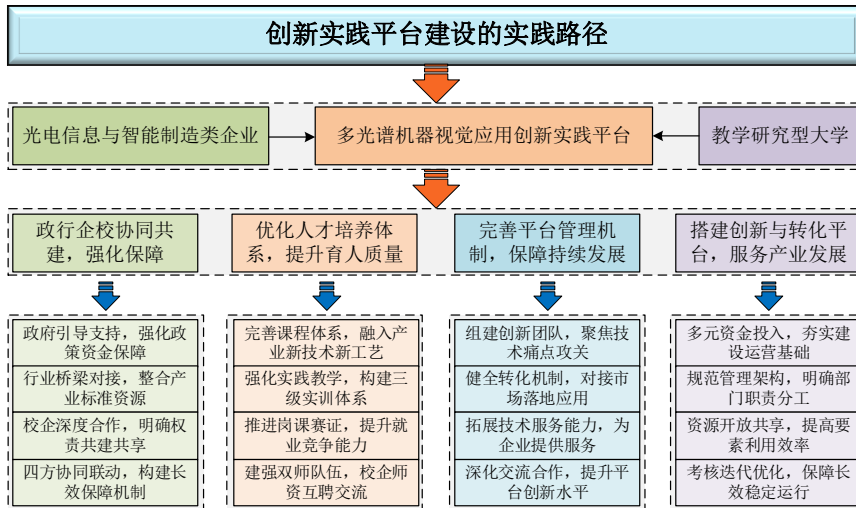 创新实践平台建设的实践路径
光电信息与智能制造类企业
多光谱机器视觉应用创新实践平台
教学研究型大学
政行企校协同共
建，强化保障
优化人才培养体
系，提升育人质量
完善平台管理机
制，保障持续发展
搭建创新与转化平
台，服务产业发展
政府引导支持，强化政
策资金保障
行业桥梁对接，整合产
业标准资源
校企深度合作，明确权
责共建共享
四方协同联动，构建长
效保障机制
完善课程体系，融入产
业新技术新工艺
强化实践教学，构建三
级实训体系
推进岗课赛证，提升就
业竞争能力
建强双师队伍，校企师
资互聘交流
组建创新团队，聚焦技
术痛点攻关
健全转化机制，对接市
场落地应用
拓展技术服务能力，为
企业提供服务
深化交流合作，提升平
台创新水平
多元资金投入，夯实建
设运营基础
规范管理架构，明确部
门职责分工
资源开放共享，提高要
素利用效率
考核迭代优化，保障长
效稳定运行